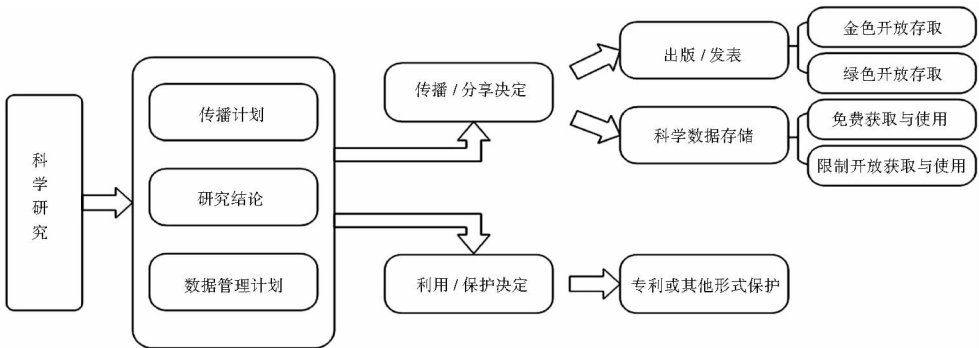 科学研究
传播计划
研究结论
数据管理计划
传播 / 分享决定
利用 / 保护决定
出版 / 发表
科学数据存储
专利或其他形式保护
金色开放存取
绿色开放存取
免费获取与使用
限制开放获取与使用